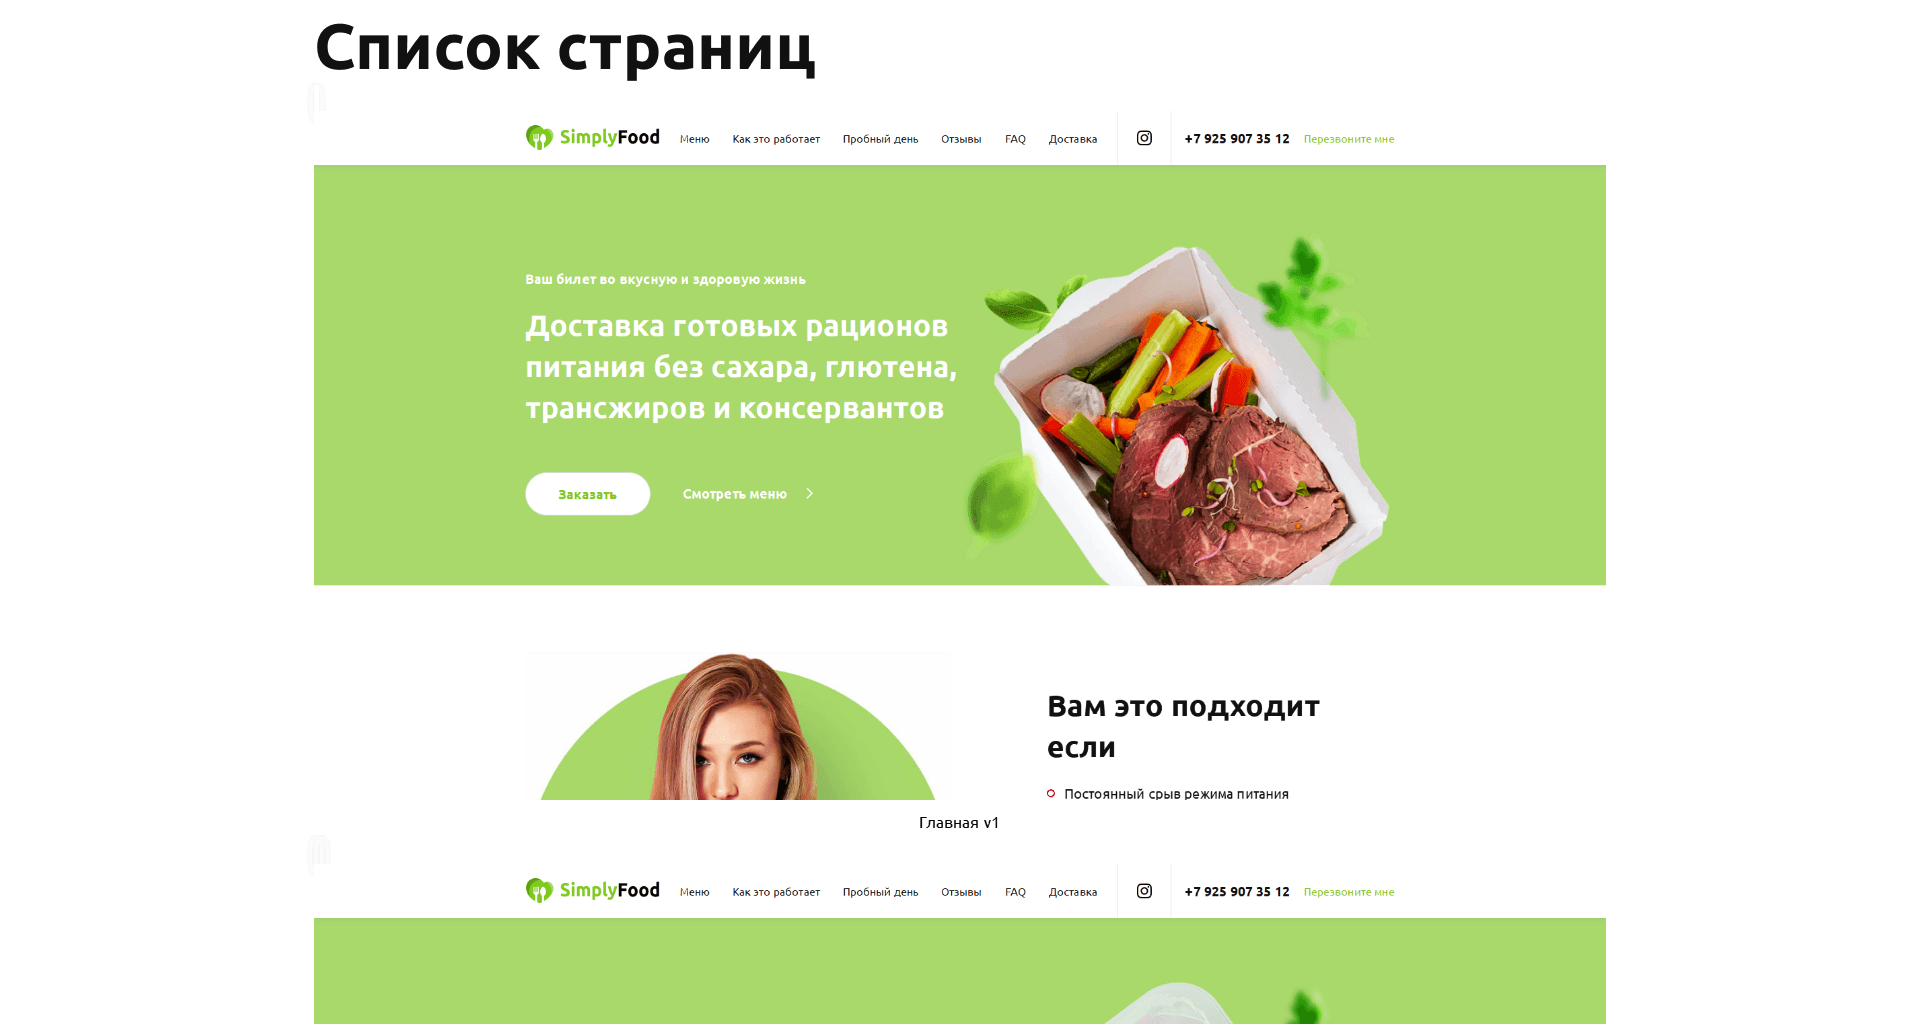 Список страниц
SimplyFood Меню Как это работает Пробный день Отзывы FAQ Доставка +7 925 907 35 12 Перезвоните мне
Ваш билет во вкусную и здоровую жизнь
Доставка готовых рационов
питания без сахара, глютена,
трансжиров и консервантов
Заказать Смотреть меню
Вам это подходит
если
Постоянный срыв режима питания
Главная v1
SimplyFood Меню Как это работает Пробный день Отзывы FAQ Доставка +7 925 907 35 12 Перезвоните мне